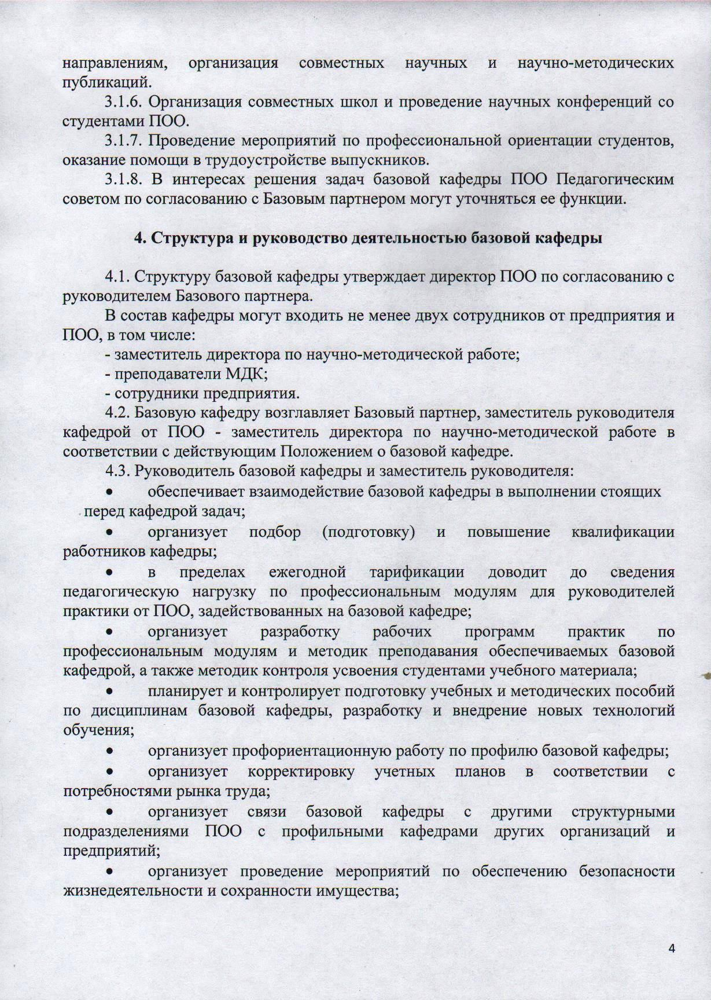 направлениям, организация совместных научных и научно-методических
публикаций.
3.1.6. Организация совместных школ и проведение научных конференций со
студентами ПОО.
3.1.7. Проведение мероприятий по профессиональной ориентации студентов,
оказание помощи в трудоустройстве выпускников.
3.1.8. В интересах решения задач базовой кафедры ПОО Педагогическим
советом по согласованию с Базовым партнером могут уточняться ее функции.
4. Структура и руководство деятельностью базовой кафедры
4.1. Структуру базовой кафедры утверждает директор ПОО по согласованию с
руководителем Базового партнера.
В состав кафедры могут входить не менее двух сотрудников от предприятия и
ПОО, в том числе:
- заместитель директора по научно-методической работе;
- преподаватели МДК;
- сотрудники предприятия.
4.2. Базовую кафедру возглавляет Базовый партнер, заместитель руководителя
кафедрой от ПОО - заместитель директора по научно-методической работе в
соответствии с действующим Положением о базовой кафедре.
4.3. Руководитель базовой кафедры и заместитель руководителя:
• обеспечивает взаимодействие базовой кафедры в выполнении стоящих
перед кафедрой задач;
• организует подбор (подготовку) и повышение квалификации
работников кафедры;
• в пределах ежегодной тарификации доводит до сведения
педагогическую нагрузку по профессиональным модулям для руководителей
практики от ПОО, задействованных на базовой кафедре;
• организует разработку рабочих программ практик по
профессиональным модулям и методик преподавания обеспечиваемых базовой
кафедрой, а также методик контроля усвоения студентами учебного материала;
• планирует и контролирует подготовку учебных и методических пособий
по дисциплинам базовой кафедры, разработку и внедрение новых технологий
обучения;
• организует профориентационную работу по профилю базовой кафедры;
• организует корректировку учетных планов в соответствии с
потребностями рынка труда;
• организует связи базовой кафедры с другими структурными
подразделениями ПОО с профильными кафедрами других организаций и
предприятий;
• организует проведение мероприятий по обеспечению безопасности
жизнедеятельности и сохранности имущества;
4